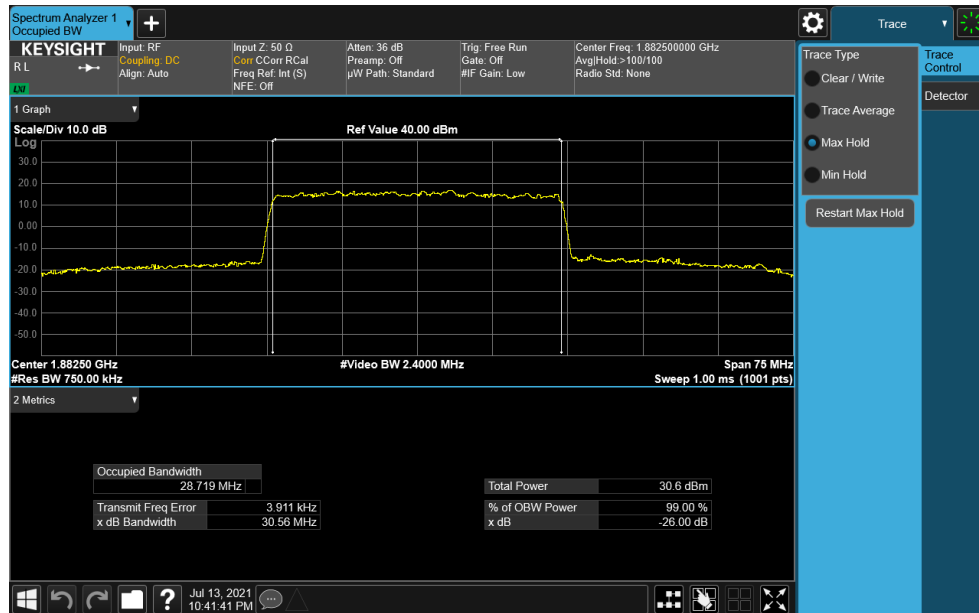 Spectrum Analyzer 1
Occupied BW
Trace
KEYSIGHT
R L
LXI
Input: RF
Coupling: DC
Align: Auto
Input Z: 50 Ω
Corr CCorr RCal
Freq Ref: Int (S)
NFE: Off
Atten: 36 dB
Preamp: Off
µW Path: Standard
Trig: Free Run
Gate: Off
#IF Gain: Low
Center Freq: 1.882500000 GHz
Avg|Hold:>100/100
Radio Std: None
Trace Type
Clear / Write
Trace Average
Max Hold
Min Hold
Restart Max Hold
Trace
Control
Detector
1 Graph
Scale/Div 10.0 dB
Ref Value 40.00 dBm
Log
30.0
20.0
10.0
0.00
-10.0
-20.0
-30.0
-40.0
-50.0
Center 1.88250 GHz
#Video BW 2.4000 MHz
Span 75 MHz
#Res BW 750.00 kHz
Sweep 1.00 ms (1001 pts)
2 Metrics
Occupied Bandwidth
28.719 MHz
Total Power 30.6 dBm
Transmit Freq Error 3.911 kHz
% of OBW Power 99.00 %
x dB Bandwidth 30.56 MHz
x dB -26.00 dB
?
Jul 13, 2021
10:41:41 PM